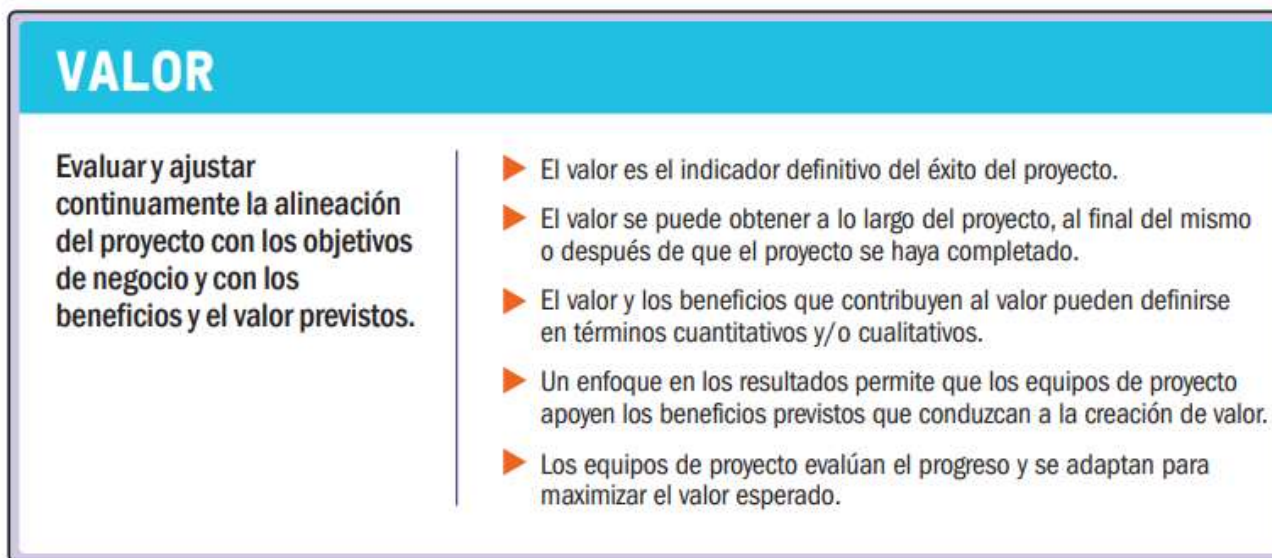 VALOR
Evaluar y ajustar
continuamente la alineación
del proyecto con los objetivos
de negocio y con los
beneficios y el valor previstos.
El valor es el indicador definitivo del éxito del proyecto.
El valor se puede obtener a lo largo del proyecto, al final del mismo
o después de que el proyecto se haya completado.
El valor y los beneficios que contribuyen al valor pueden definirse
en términos cuantitativos y/o cualitativos.
Un enfoque en los resultados permite que los equipos de proyecto
apoyen los beneficios previstos que conduzcan a la creación de valor.
Los equipos de proyecto evalúan el progreso y se adaptan para
maximizar el valor esperado.